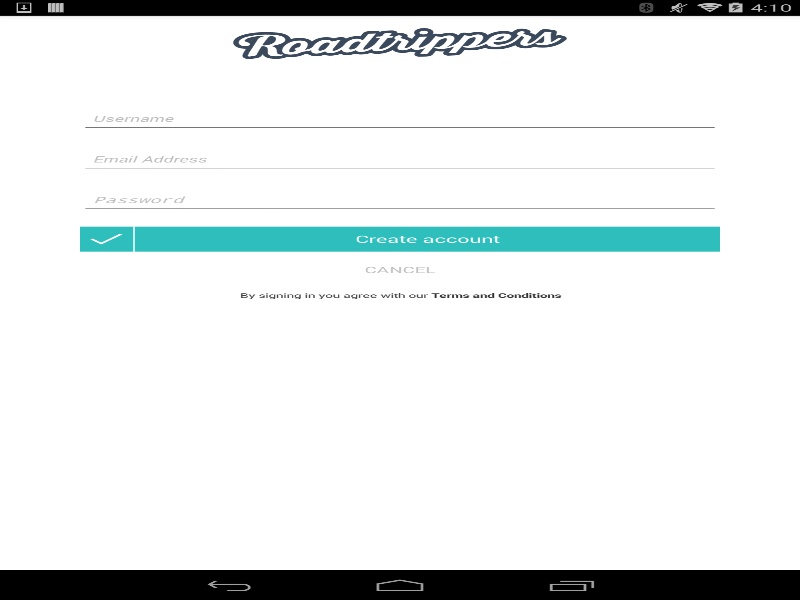 4:10
Roadtrippers
Username
Email Address
Password
Create account
CANCEL
By signing in you agree with our Terms and Conditions